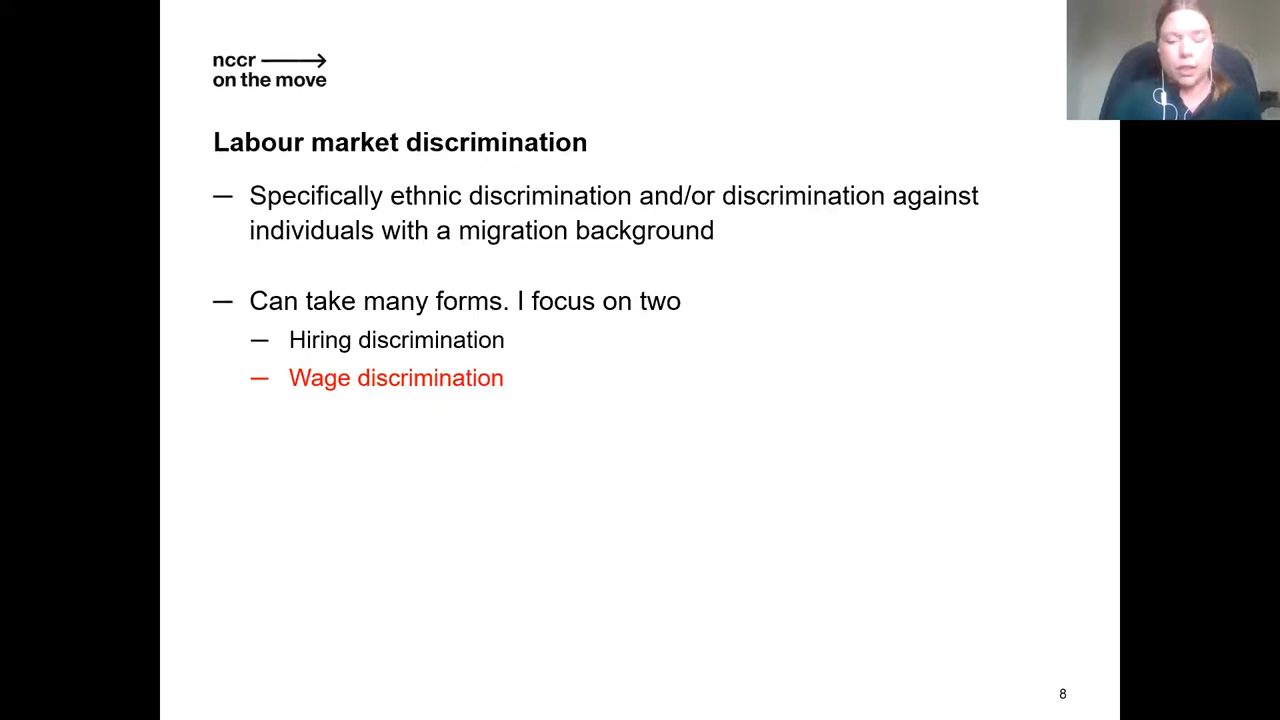 nccr
on the move
Labour market discrimination
— Specifically ethnic discrimination and/or discrimination against
individuals with a migration background
— Can take many forms. I focus on two
— Hiring discrimination
— Wage discrimination
8